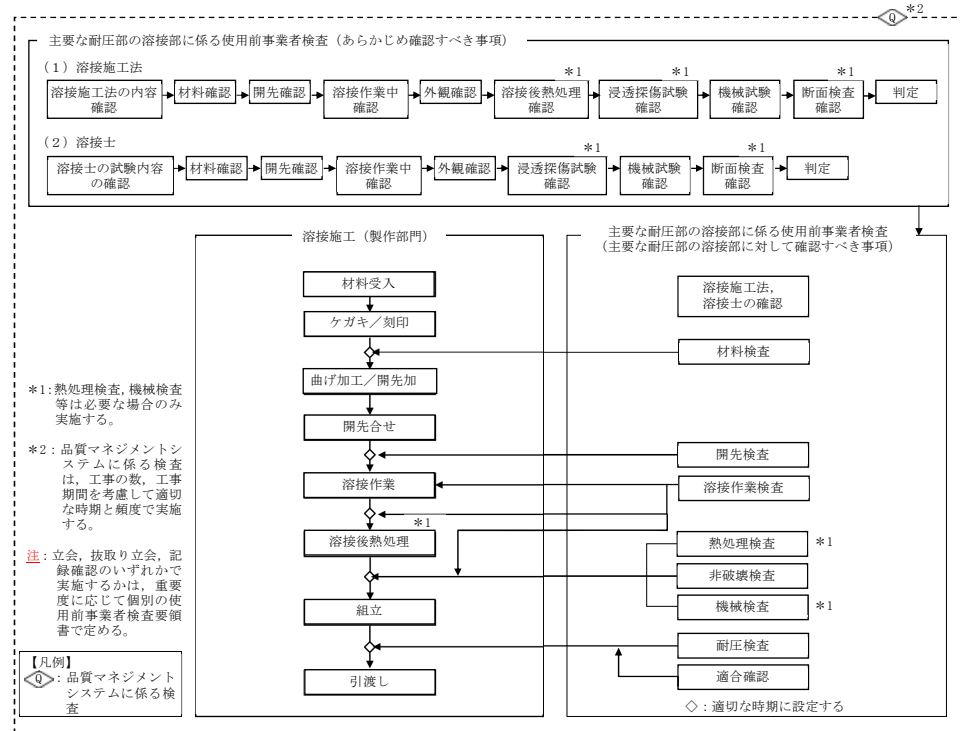 Q *2
主要な耐圧部の溶接部に係る使用前事業者検査(あらかじめ確認すべき事項)
(1)溶接施工法
*1 *1 *1
溶接施工法の内容
確認
材料確認
開先確認
溶接作業中
確認
外観確認
溶接後熱処理
確認
浸透探傷試験
確認
機械試験
確認
断面検査
確認
判定
(2)溶接士
*1 *1
溶接士の試験内容
の確認
材料確認
開先確認
溶接作業中
確認
外観確認
浸透探傷試験
確認
機械試験
確認
断面検査
確認
判定
溶接施工(製作部門)
材料受入
ケガキ/刻印
曲げ加工/開先加
開先合せ
溶接作業
*1
溶接後熱処理
組立
引渡し
主要な耐圧部の溶接部に係る使用前事業者検査
(主要な耐圧部の溶接部に対して確認すべき事項)
溶接施工法,
溶接士の確認
材料検査
開先検査
溶接作業検査
熱処理検査 *1
非破壊検査
機械検査 *1
耐圧検査
適合確認
◇:適切な時期に設定する
*1:熱処理検査,機械検査
等は必要な場合のみ
実施する。
*2:品質マネジメントシ
ステムに係る検査
は,工事の数,工事
期間を考慮して適切
な時期と頻度で実施
する。
注:立会,抜取り立会,記
録確認のいずれかで
実施するかは,重要
度に応じて個別の使
用前事業者検査要領
書で定める。
【凡例】
Q:品質マネジメント
システムに係る検
査